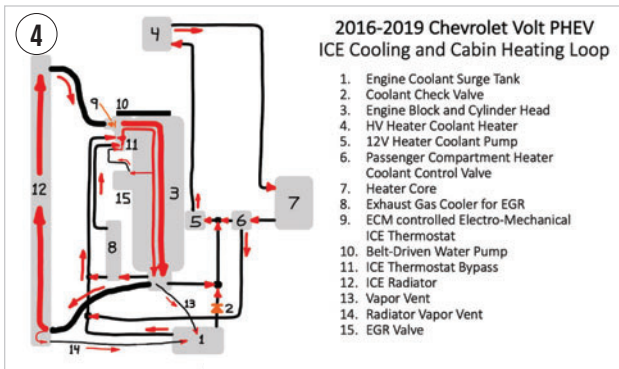 4
2016-2019 Chevrolet Volt PHEV
ICE Cooling and Cabin Heating Loop
1. Engine Coolant Surge Tank
2. Coolant Check Valve
3. Engine Block and Cylinder Head
4. HV Heater Coolant Heater
5. 12V Heater Coolant Pump
6. Passenger Compartment Heater
Coolant Control Valve
7. Heater Core
8. Exhaust Gas Cooler for EGR
9. ECM controlled Electro-Mechanical
ICE Thermostat
10. Belt-Driven Water Pump
11. ICE Thermostat Bypass
12. ICE Radiator
13. Vapor Vent
14. Radiator Vapor Vent
15. EGR Valve
4
9
10
11
12
15
3
7
5
6
8
13
2
1
14